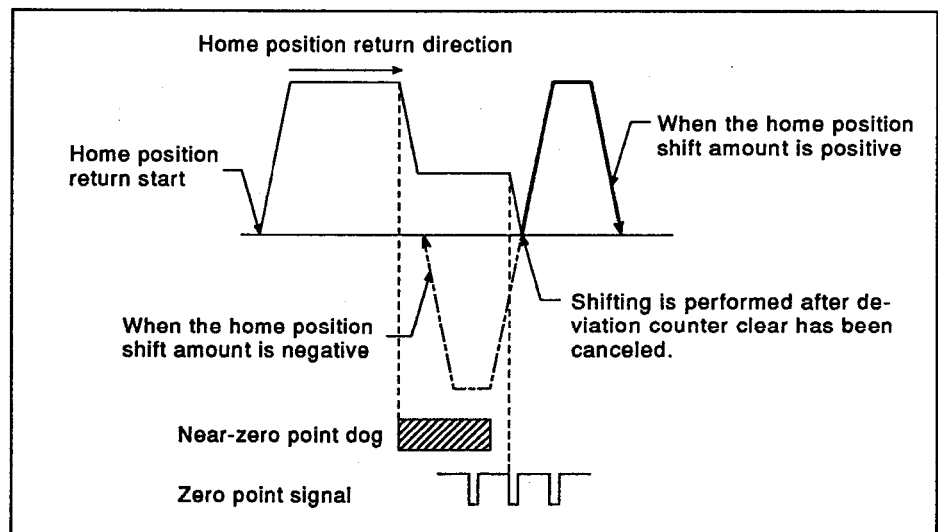 Home position return direction
When the home position
shift amount is positive
Home position
return start
Shifting is performed after de-
viation counter clear has been
canceled.
When the home position
shift amount is negative
Near-zero point dog
Zero point signal